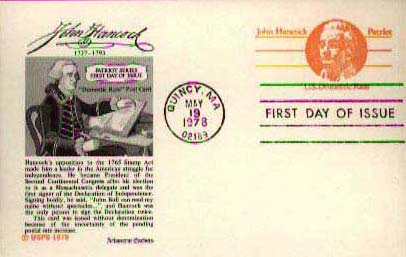 John Hancock
1737-1793
PATRIOT SERIES
FIRST DAY OF ISSUE
"Domestic Rate" Post Card
Hancock's opposition to the 1765 Stamp Act
made him a leader in the American struggle for
independence. He became President of the
Second Continental Congress after his election
to it as a Massachusetts delegate and was the
first signer of the Declaration of Independence.
Signing boldly, he said, "John Bull can read my
name without spectacles...", and Hancock was
the only person to sign the Declaration twice.
This card was issued without denomination
because of the uncertainty of the pending
postal rate increase.
© USPS 1978
QUINCY, MA
MAY
19
1978
02169
John Hancock Patriot
U.S. Domestic Rate
FIRST DAY OF ISSUE